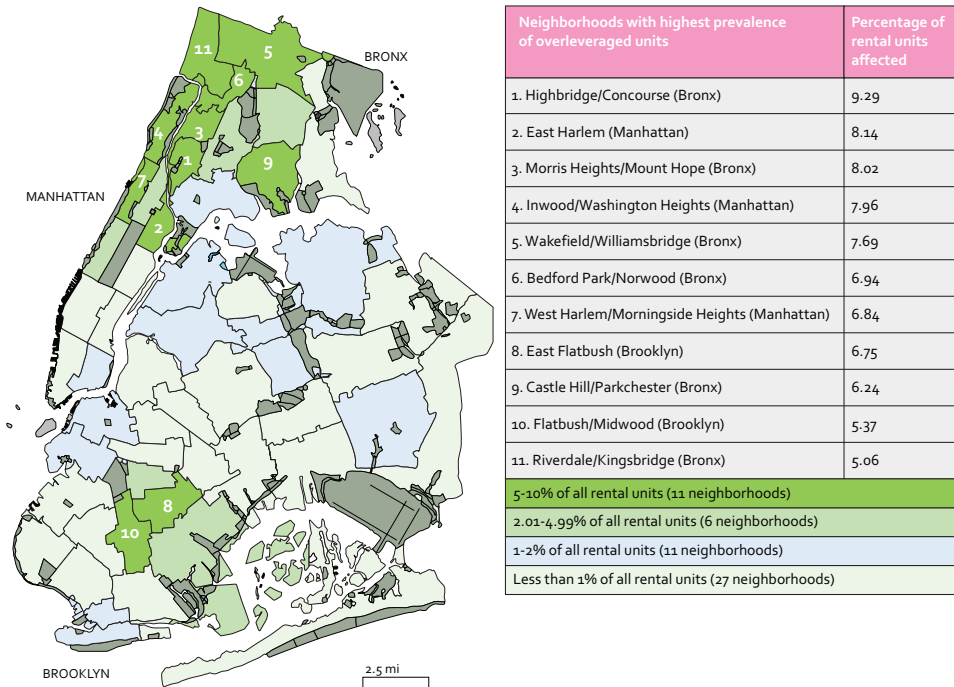 11
5
BRONX
6
4
3
1
9
7
MANHATTAN
2
8
10
BROOKLYN
2.5 mi
Neighborhoods with highest prevalence
of overleveraged units
Percentage of
rental units
affected
1. Highbridge/Concourse (Bronx) 9.29
2. East Harlem (Manhattan) 8.14
3. Morris Heights/Mount Hope (Bronx) 8.02
4. Inwood/Washington Heights (Manhattan) 7.96
5. Wakefield/Williamsbridge (Bronx) 7.69
6. Bedford Park/Norwood (Bronx) 6.94
7. West Harlem/Morningside Heights (Manhattan) 6.84
8. East Flatbush (Brooklyn) 6.75
9. Castle Hill/Parkchester (Bronx) 6.24
10. Flatbush/Midwood (Brooklyn) 5.37
11. Riverdale/Kingsbridge (Bronx) 5.06
5-10% of all rental units (11 neighborhoods)
2.01-4.99% of all rental units (6 neighborhoods)
1-2% of all rental units (11 neighborhoods)
Less than 1% of all rental units (27 neighborhoods)